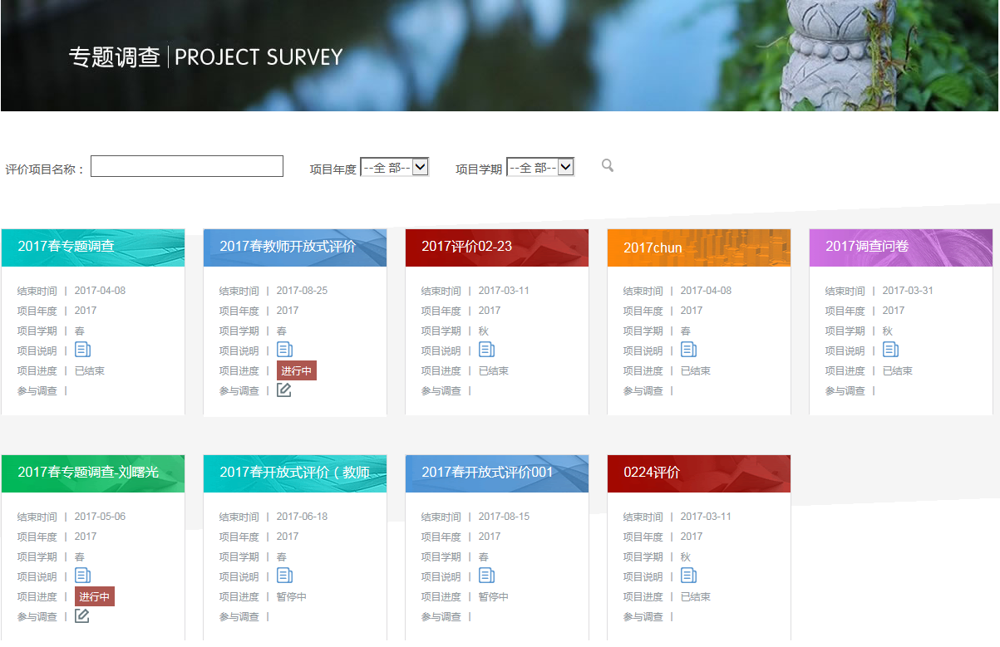 专题调查 | PROJECT SURVEY
评价项目名称： 项目年度 --全 部-- 项目学期 --全 部--
2017春专题调查
结束时间 | 2017-04-08
项目年度 | 2017
项目学期 | 春
项目说明 |
项目进度 | 已结束
参与调查 |
2017春教师开放式评价
结束时间 | 2017-08-25
项目年度 | 2017
项目学期 | 春
项目说明 |
项目进度 | 进行中
参与调查 |
2017评价02-23
结束时间 | 2017-03-11
项目年度 | 2017
项目学期 | 秋
项目说明 |
项目进度 | 已结束
参与调查 |
2017chun
结束时间 | 2017-04-08
项目年度 | 2017
项目学期 | 春
项目说明 |
项目进度 | 已结束
参与调查 |
2017调查问卷
结束时间 | 2017-03-31
项目年度 | 2017
项目学期 | 秋
项目说明 |
项目进度 | 已结束
参与调查 |
2017春专题调查-刘曙光
结束时间 | 2017-05-06
项目年度 | 2017
项目学期 | 春
项目说明 |
项目进度 | 进行中
参与调查 |
2017春开放式评价（教师
结束时间 | 2017-06-18
项目年度 | 2017
项目学期 | 春
项目说明 |
项目进度 | 暂停中
参与调查 |
2017春开放式评价001
结束时间 | 2017-08-15
项目年度 | 2017
项目学期 | 春
项目说明 |
项目进度 | 暂停中
参与调查 |
0224评价
结束时间 | 2017-03-11
项目年度 | 2017
项目学期 | 秋
项目说明 |
项目进度 | 已结束
参与调查 |